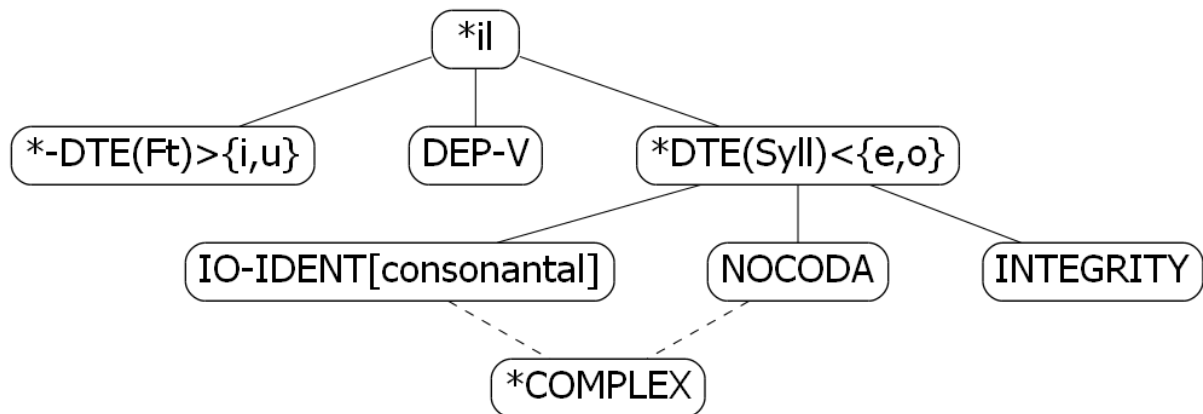 *il
*-DTE(Ft)>{i,u}
DEP-V
*DTE(Syll)<{e,o}
IO-IDENT[consonantal]
NOCODA
INTEGRITY
*COMPLEX